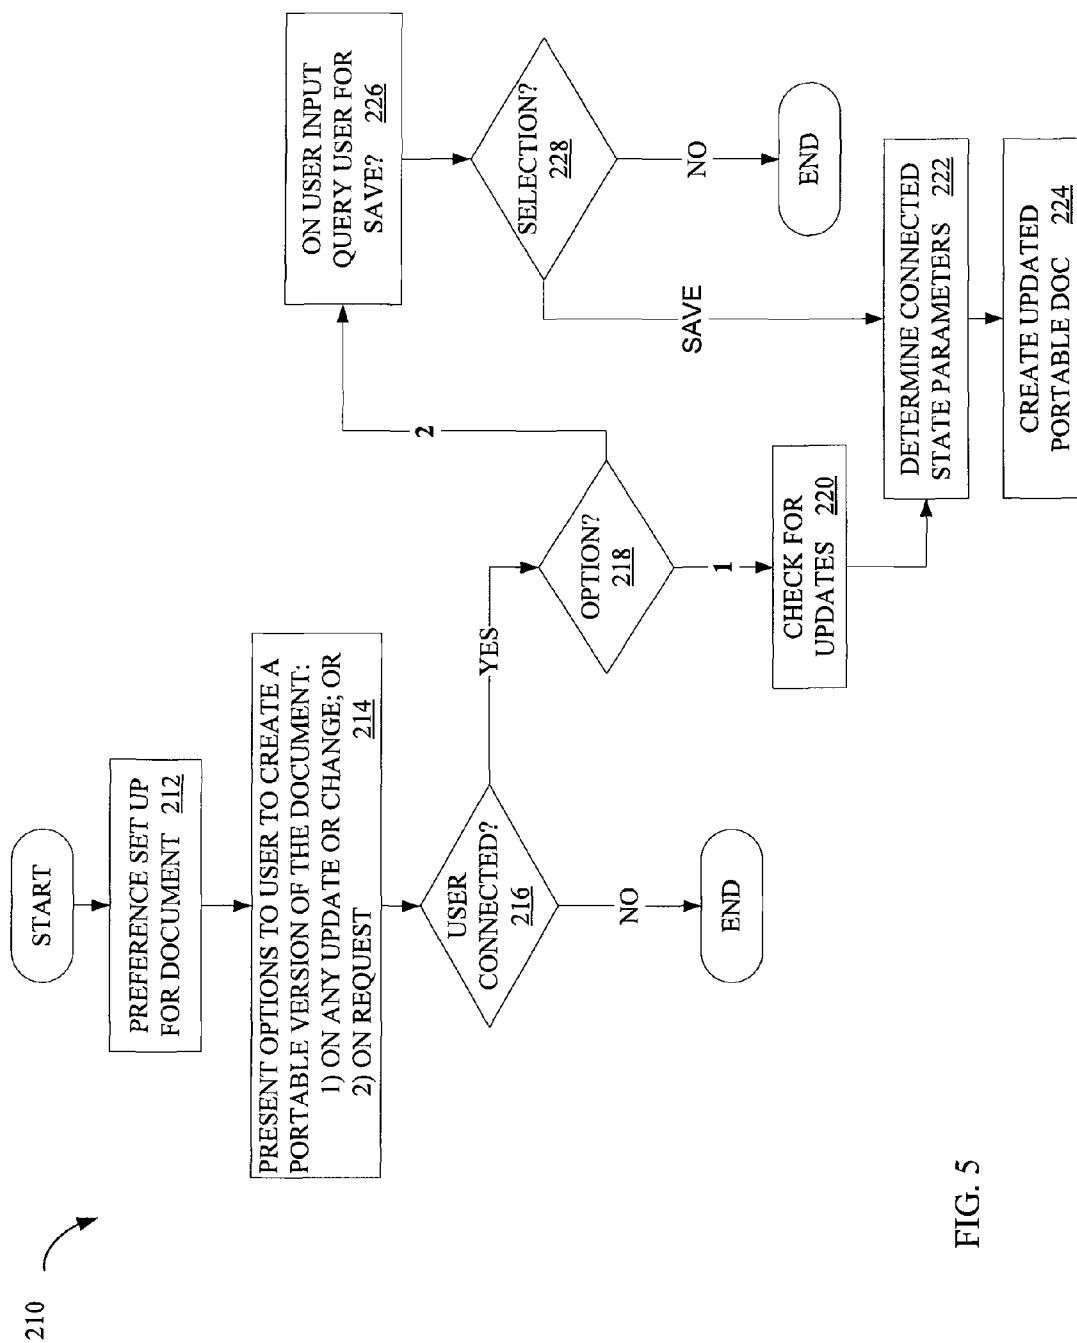 210
START
PREFERENCE SET UP
FOR DOCUMENT 212
PRESENT OPTIONS TO USER TO CREATE A
PORTABLE VERSION OF THE DOCUMENT:
1) ON ANY UPDATE OR CHANGE; OR
2) ON REQUEST 214
USER
CONNECTED?
216
NO
END
YES
OPTION?
218
1
CHECK FOR
UPDATES 220
2
ON USER INPUT
QUERY USER FOR
SAVE? 226
SELECTION?
228
NO
END
SAVE
DETERMINE CONNECTED
STATE PARAMETERS 222
CREATE UPDATED
PORTABLE DOC 224
FIG. 5